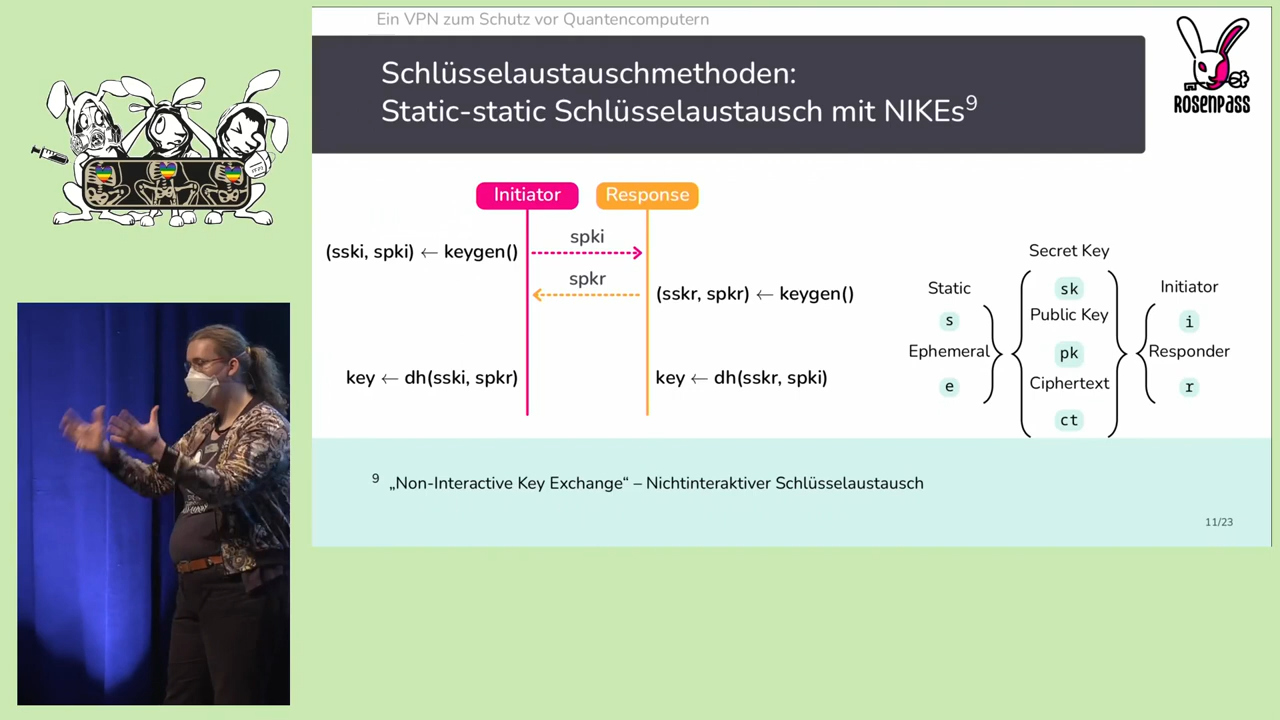 Ein VPN zum Schutz vor Quantencomputern
Schlüsselaustauschmethoden:
Static-static Schlüsselaustausch mit NIKEs⁹
ROSENPASS
Initiator
Response
(sski, spki) ← keygen()
spki
spkr
(sskr, spkr) ← keygen()
key ← dh(sski, spkr)
key ← dh(sskr, spki)
Static
s
Ephemeral
e
Secret Key
sk
Public Key
pk
Ciphertext
ct
Initiator
i
Responder
r
⁹ „Non-Interactive Key Exchange“ – Nichtinteraktiver Schlüsselaustausch
11/23